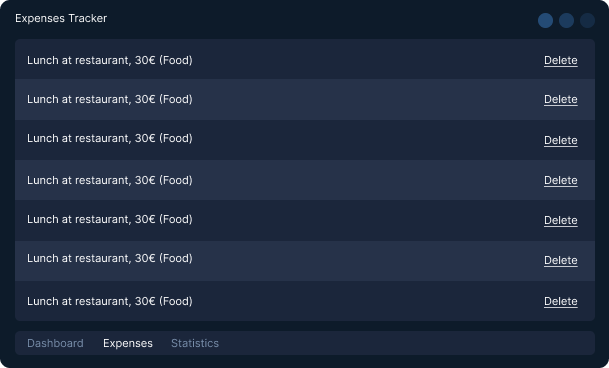 Expenses Tracker
Lunch at restaurant, 30€ (Food) Delete
Lunch at restaurant, 30€ (Food) Delete
Lunch at restaurant, 30€ (Food) Delete
Lunch at restaurant, 30€ (Food) Delete
Lunch at restaurant, 30€ (Food) Delete
Lunch at restaurant, 30€ (Food) Delete
Lunch at restaurant, 30€ (Food) Delete
Dashboard Expenses Statistics